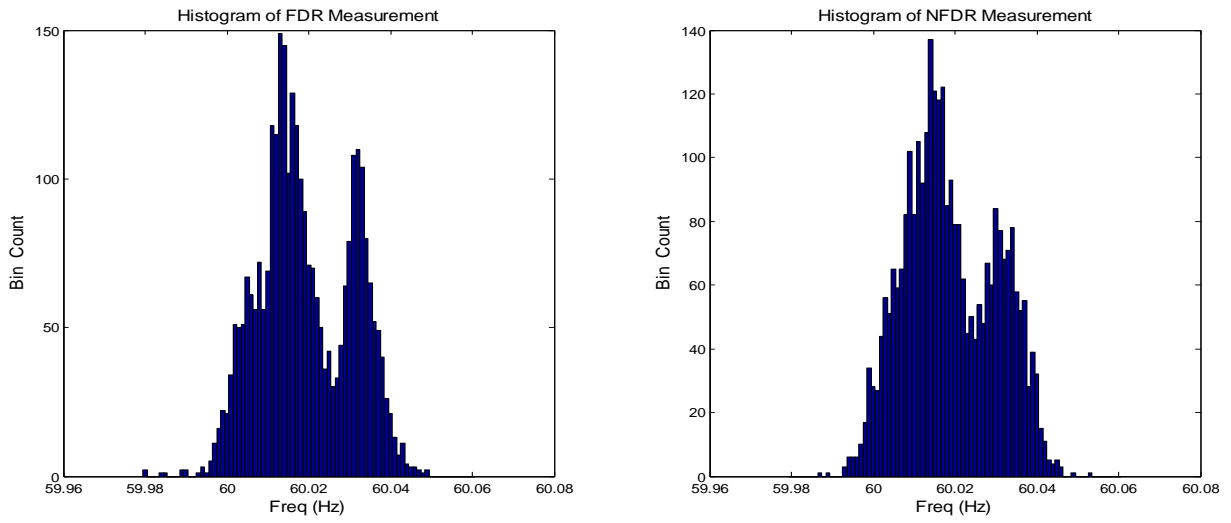 Histogram of FDR Measurement
150
100
50
0
Bin Count
59.96 59.98 60 60.02 60.04 60.06 60.08
Freq (Hz)
Histogram of NFDR Measurement
140
120
100
80
60
40
20
0
Bin Count
59.96 59.98 60 60.02 60.04 60.06 60.08
Freq (Hz)